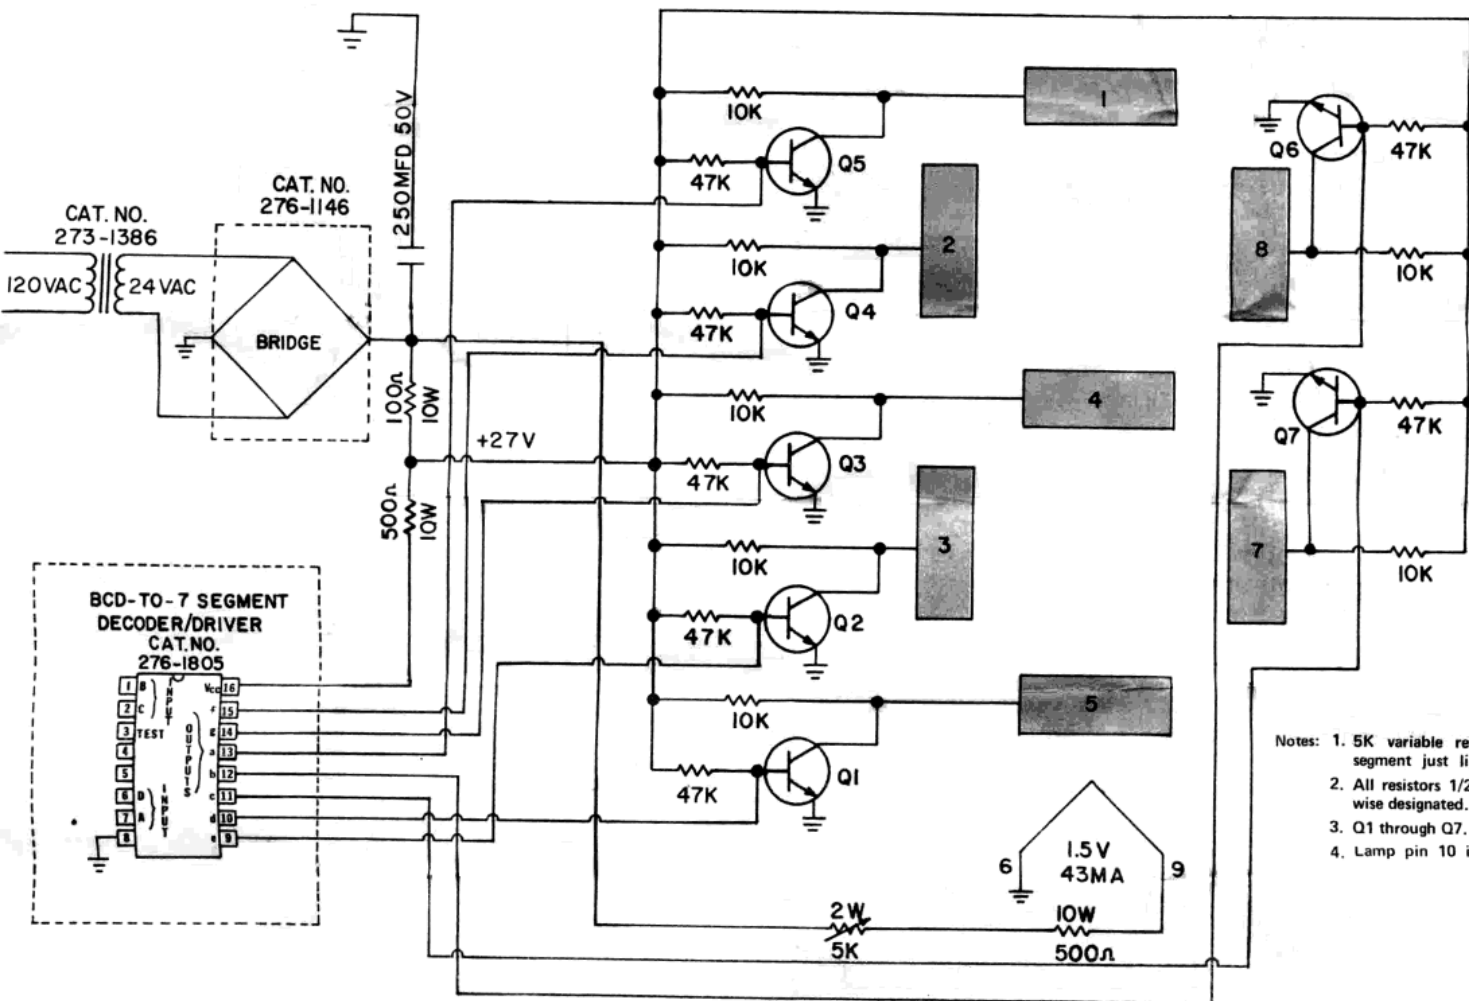 250MFD 50V
CAT. NO.
273-1386
120VAC
24VAC
CAT. NO.
276-1146
BRIDGE
100Ω
10W
+27V
500Ω
10W
10K
47K
Q5
1
10K
47K
Q4
2
10K
47K
Q3
4
10K
47K
Q2
3
10K
47K
Q1
5
Q6
47K
8
10K
Q7
47K
7
10K
BCD-TO-7 SEGMENT
DECODER/DRIVER
CAT.NO.
276-1805
1 B
2 C
INPUT
3 TEST
4
5
6 D
7 A
INPUT
8
Vcc 16
f 15
g 14
a 13
b 12
c 11
d 10
e 9
OUTPUTS
6
1.5V
43MA
9
2W
5K
10W
500Ω
Notes: 1. 5K variable re
segment just li
2. All resistors 1/2
wise designated.
3. Q1 through Q7.
4. Lamp pin 10 i